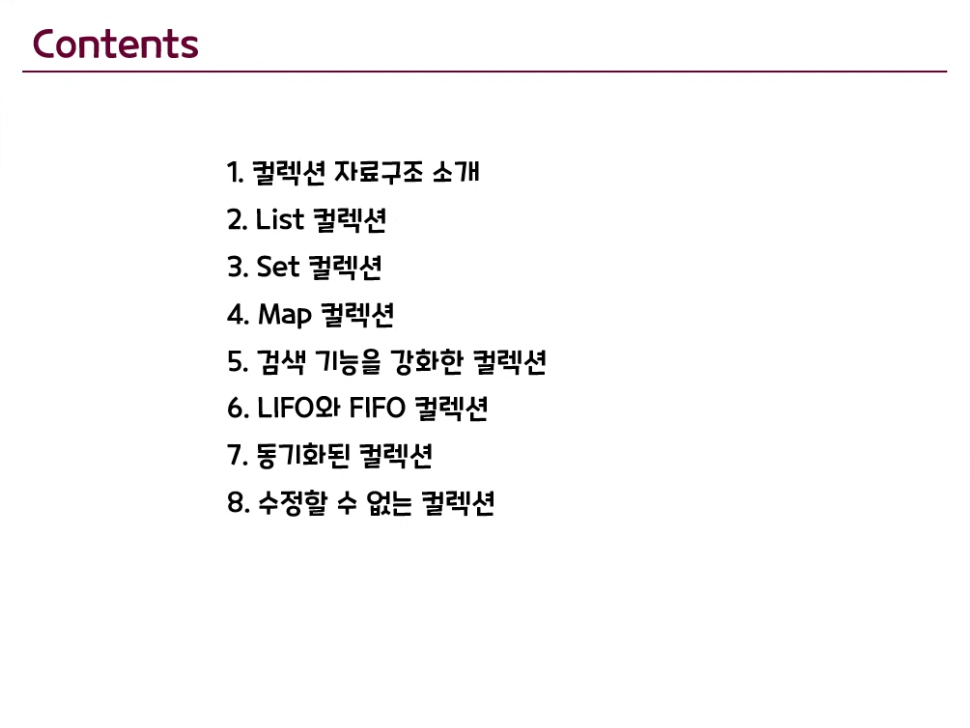 Contents
1. 컬렉션 자료구조 소개
2. List 컬렉션
3. Set 컬렉션
4. Map 컬렉션
5. 검색 기능을 강화한 컬렉션
6. LIFO와 FIFO 컬렉션
7. 동기화된 컬렉션
8. 수정할 수 없는 컬렉션